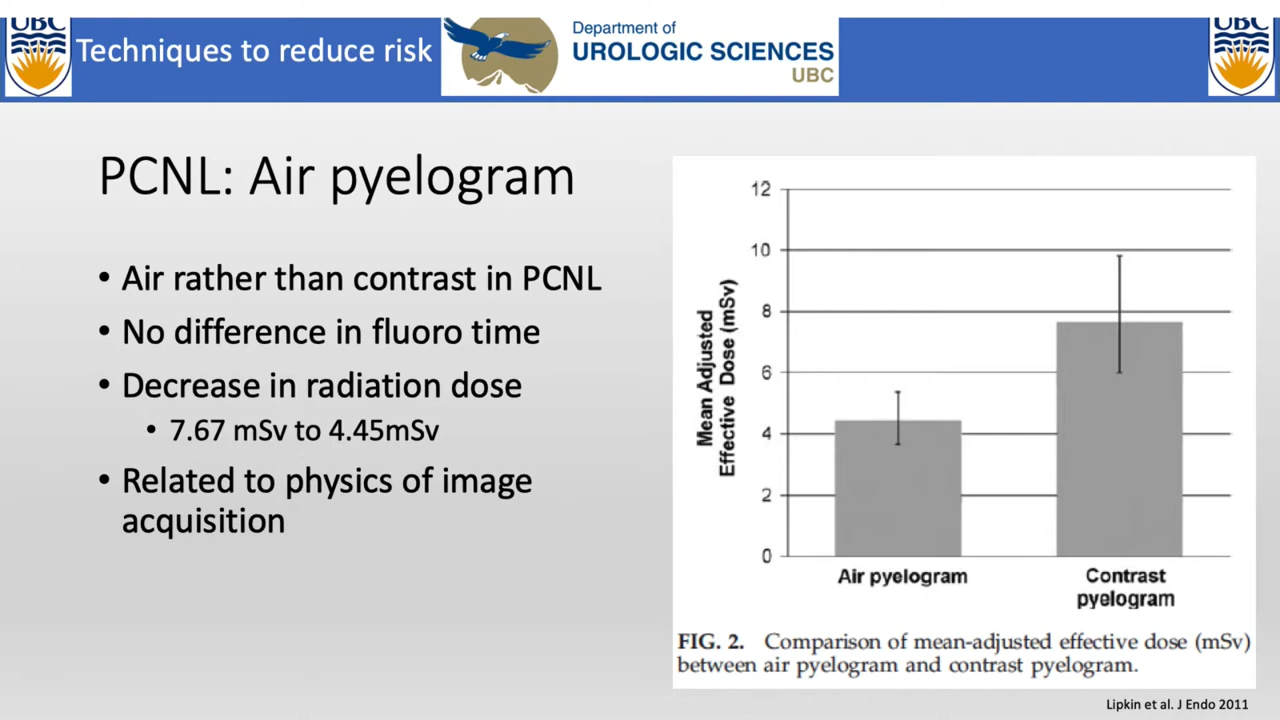 UBC
Techniques to reduce risk
Department of
UROLOGIC SCIENCES
UBC
UBC
PCNL: Air pyelogram
• Air rather than contrast in PCNL
• No difference in fluoro time
• Decrease in radiation dose
• 7.67 mSv to 4.45mSv
• Related to physics of image
acquisition
Mean Adjusted
Effective Dose (mSv)
12
10
8
6
4
2
0
Air pyelogram
Contrast
pyelogram
FIG. 2. Comparison of mean-adjusted effective dose (mSv)
between air pyelogram and contrast pyelogram.
Lipkin et al. J Endo 2011